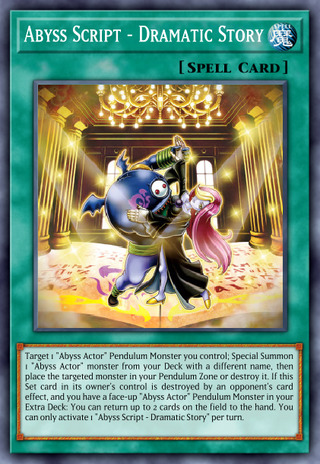 Abyss Script - Dramatic Story
魔
[Spell Card]
Target 1 "Abyss Actor" Pendulum Monster you control; Special Summon
1 "Abyss Actor" monster from your Deck with a different name, then
place the targeted monster in your Pendulum Zone or destroy it. If this
Set card in its owner's control is destroyed by an opponent's card
effect, and you have a face-up "Abyss Actor" Pendulum Monster in your
Extra Deck: You can return up to 2 cards on the field to the hand. You
can only activate 1 "Abyss Script - Dramatic Story" per turn.